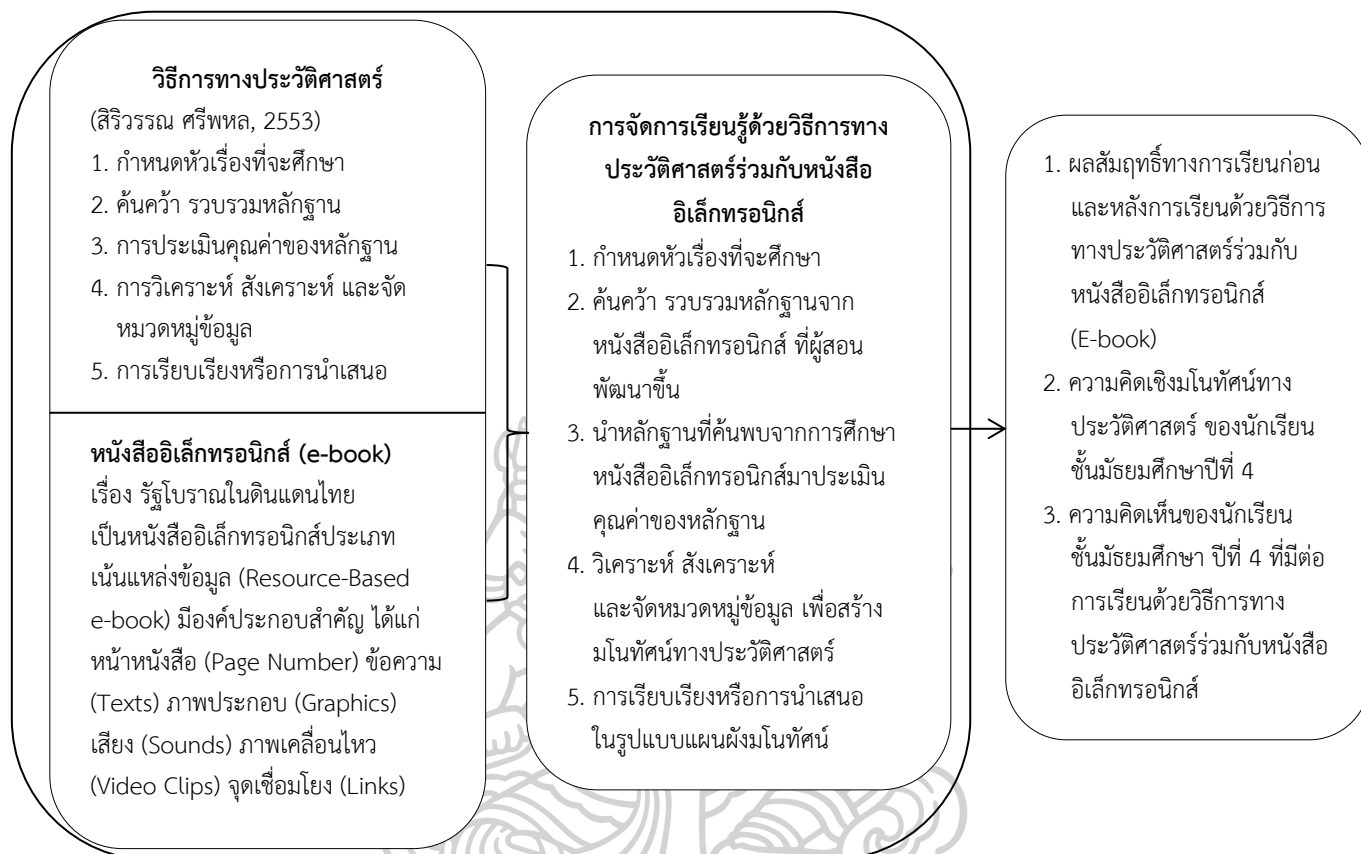 วิธีการทางประวัติศาสตร์
(สิริวรรณ ศรีพหล, 2553)
1. กำหนดหัวเรื่องที่จะศึกษา
2. ค้นคว้า รวบรวมหลักฐาน
3. การประเมินคุณค่าของหลักฐาน
4. การวิเคราะห์ สังเคราะห์ และจัด
หมวดหมู่ข้อมูล
5. การเรียบเรียงหรือการนำเสนอ
หนังสืออิเล็กทรอนิกส์ (e-book)
เรื่อง รัฐโบราณในดินแดนไทย
เป็นหนังสืออิเล็กทรอนิกส์ประเภท
เน้นแหล่งข้อมูล (Resource-Based
e-book) มีองค์ประกอบสำคัญ ได้แก่
หน้าหนังสือ (Page Number) ข้อความ
(Texts) ภาพประกอบ (Graphics)
เสียง (Sounds) ภาพเคลื่อนไหว
(Video Clips) จุดเชื่อมโยง (Links)
การจัดการเรียนรู้ด้วยวิธีการทาง
ประวัติศาสตร์ร่วมกับหนังสือ
อิเล็กทรอนิกส์
1. กำหนดหัวเรื่องที่จะศึกษา
2. ค้นคว้า รวบรวมหลักฐานจาก
หนังสืออิเล็กทรอนิกส์ ที่ผู้สอน
พัฒนาขึ้น
3. นำหลักฐานที่ค้นพบจากการศึกษา
หนังสืออิเล็กทรอนิกส์มาประเมิน
คุณค่าของหลักฐาน
4. วิเคราะห์ สังเคราะห์
และจัดหมวดหมู่ข้อมูล เพื่อสร้าง
มโนทัศน์ทางประวัติศาสตร์
5. การเรียบเรียงหรือการนำเสนอ
ในรูปแบบแผนผังมโนทัศน์
1. ผลสัมฤทธิ์ทางการเรียนก่อน
และหลังการเรียนด้วยวิธีการ
ทางประวัติศาสตร์ร่วมกับ
หนังสืออิเล็กทรอนิกส์
(E-book)
2. ความคิดเชิงมโนทัศน์ทาง
ประวัติศาสตร์ ของนักเรียน
ชั้นมัธยมศึกษาปีที่ 4
3. ความคิดเห็นของนักเรียน
ชั้นมัธยมศึกษา ปีที่ 4 ที่มีต่อ
การเรียนด้วยวิธีการทาง
ประวัติศาสตร์ร่วมกับหนังสือ
อิเล็กทรอนิกส์